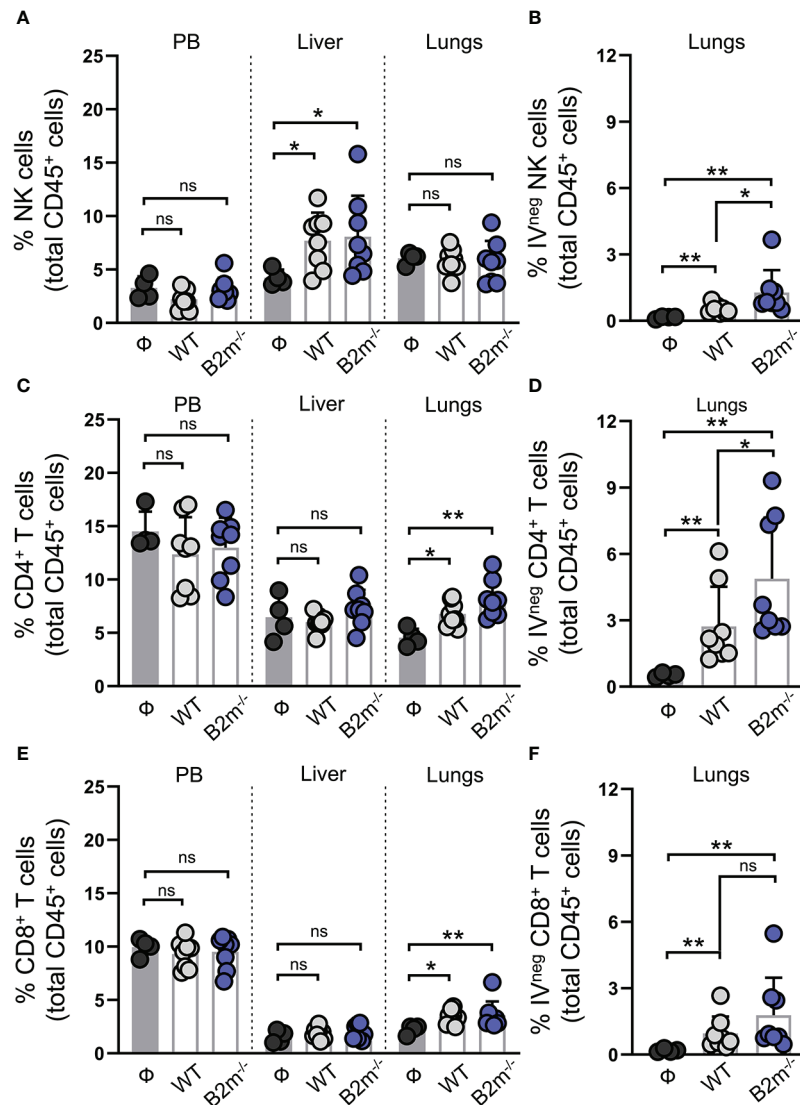 A
B
PB Liver Lungs
Lungs
% NK cells
(total CD45⁺ cells)
25
20
15
10
5
0
ns
ns
*
*
ns
ns
Φ WT B2m⁻/⁻ Φ WT B2m⁻/⁻ Φ WT B2m⁻/⁻
% IVⁿᵉᵍ NK cells
(total CD45⁺ cells)
12
9
6
3
0
**
*
**
Φ WT B2m⁻/⁻
C
D
PB Liver Lungs
Lungs
% CD4⁺ T cells
(total CD45⁺ cells)
25
20
15
10
5
0
ns
ns
ns
ns
**
*
Φ WT B2m⁻/⁻ Φ WT B2m⁻/⁻ Φ WT B2m⁻/⁻
% IVⁿᵉᵍ CD4⁺ T cells
(total CD45⁺ cells)
12
9
6
3
0
**
*
**
Φ WT B2m⁻/⁻
E
F
PB Liver Lungs
Lungs
% CD8⁺ T cells
(total CD45⁺ cells)
25
20
15
10
5
0
ns
ns
ns
ns
**
*
Φ WT B2m⁻/⁻ Φ WT B2m⁻/⁻ Φ WT B2m⁻/⁻
% IVⁿᵉᵍ CD8⁺ T cells
(total CD45⁺ cells)
12
9
6
3
0
**
ns
**
Φ WT B2m⁻/⁻